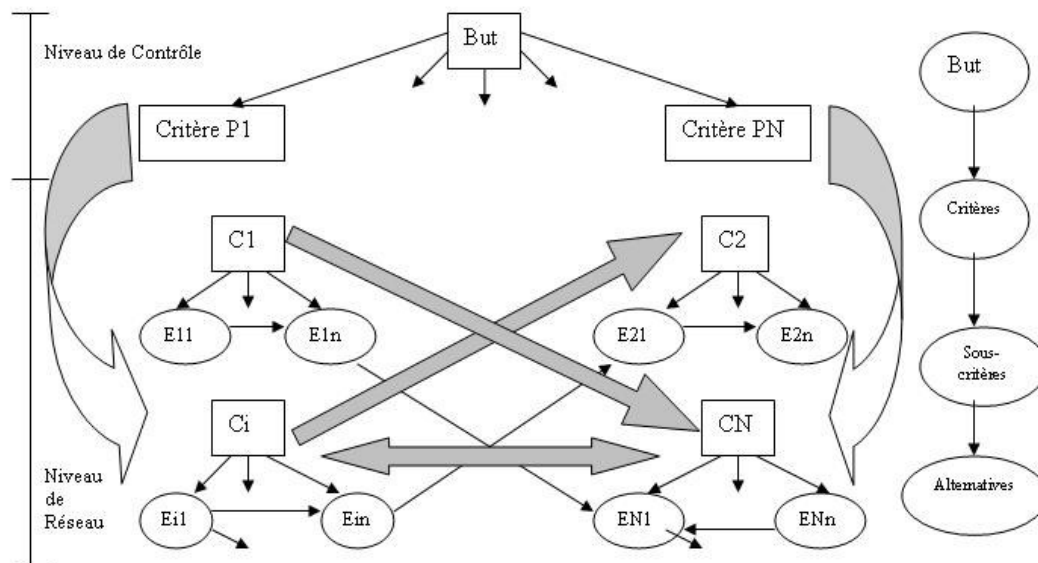 Niveau de Contrôle
But
But
Critère P1
Critère PN
Critères
C1
C2
E11
E1n
E21
E2n
Sous-
critères
Ci
CN
Niveau
de
Réseau
Ei1
Ein
EN1
ENn
Alternatives